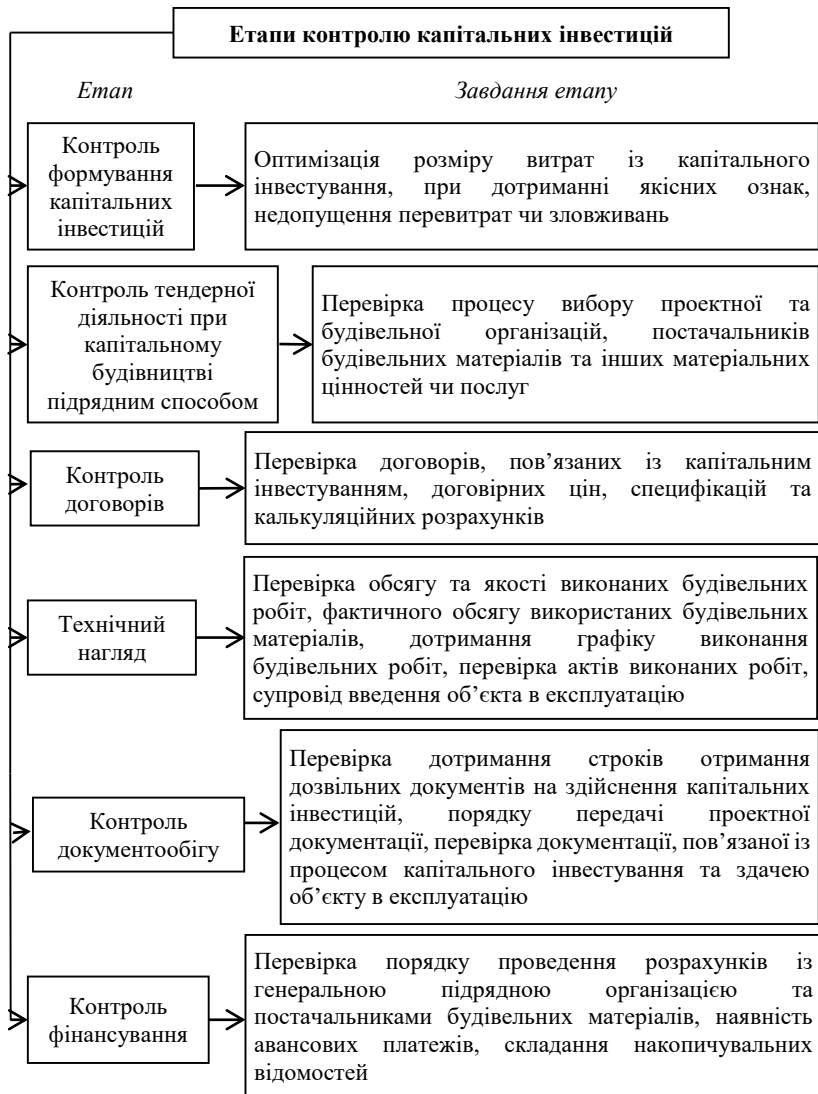 Етапи контролю капітальних інвестицій
Етап
Завдання етапу
Контроль
формування
капітальних
інвестицій
Оптимізація розміру витрат із капітального
інвестування, при дотриманні якісних ознак,
недопущення перевитрат чи зловживань
Контроль тендерної
діяльності при
капітальному
будівництві
підрядним способом
Перевірка процесу вибору проектної та
будівельної організацій, постачальників
будівельних матеріалів та інших матеріальних
цінностей чи послуг
Контроль
договорів
Перевірка договорів, пов’язаних із капітальним
інвестуванням, договірних цін, специфікацій та
калькуляційних розрахунків
Технічний
нагляд
Перевірка обсягу та якості виконаних будівельних
робіт, фактичного обсягу використаних будівельних
матеріалів, дотримання графіку виконання
будівельних робіт, перевірка актів виконаних робіт,
супровід введення об’єкта в експлуатацію
Контроль
документообігу
Перевірка дотримання строків отримання
дозвільних документів на здійснення капітальних
інвестицій, порядку передачі проектної
документації, перевірка документації, пов’язаної із
процесом капітального інвестування та здачею
об’єкту в експлуатацію
Контроль
фінансування
Перевірка порядку проведення розрахунків із
генеральною підрядною організацією та
постачальниками будівельних матеріалів, наявність
авансових платежів, складання накопичувальних
відомостей